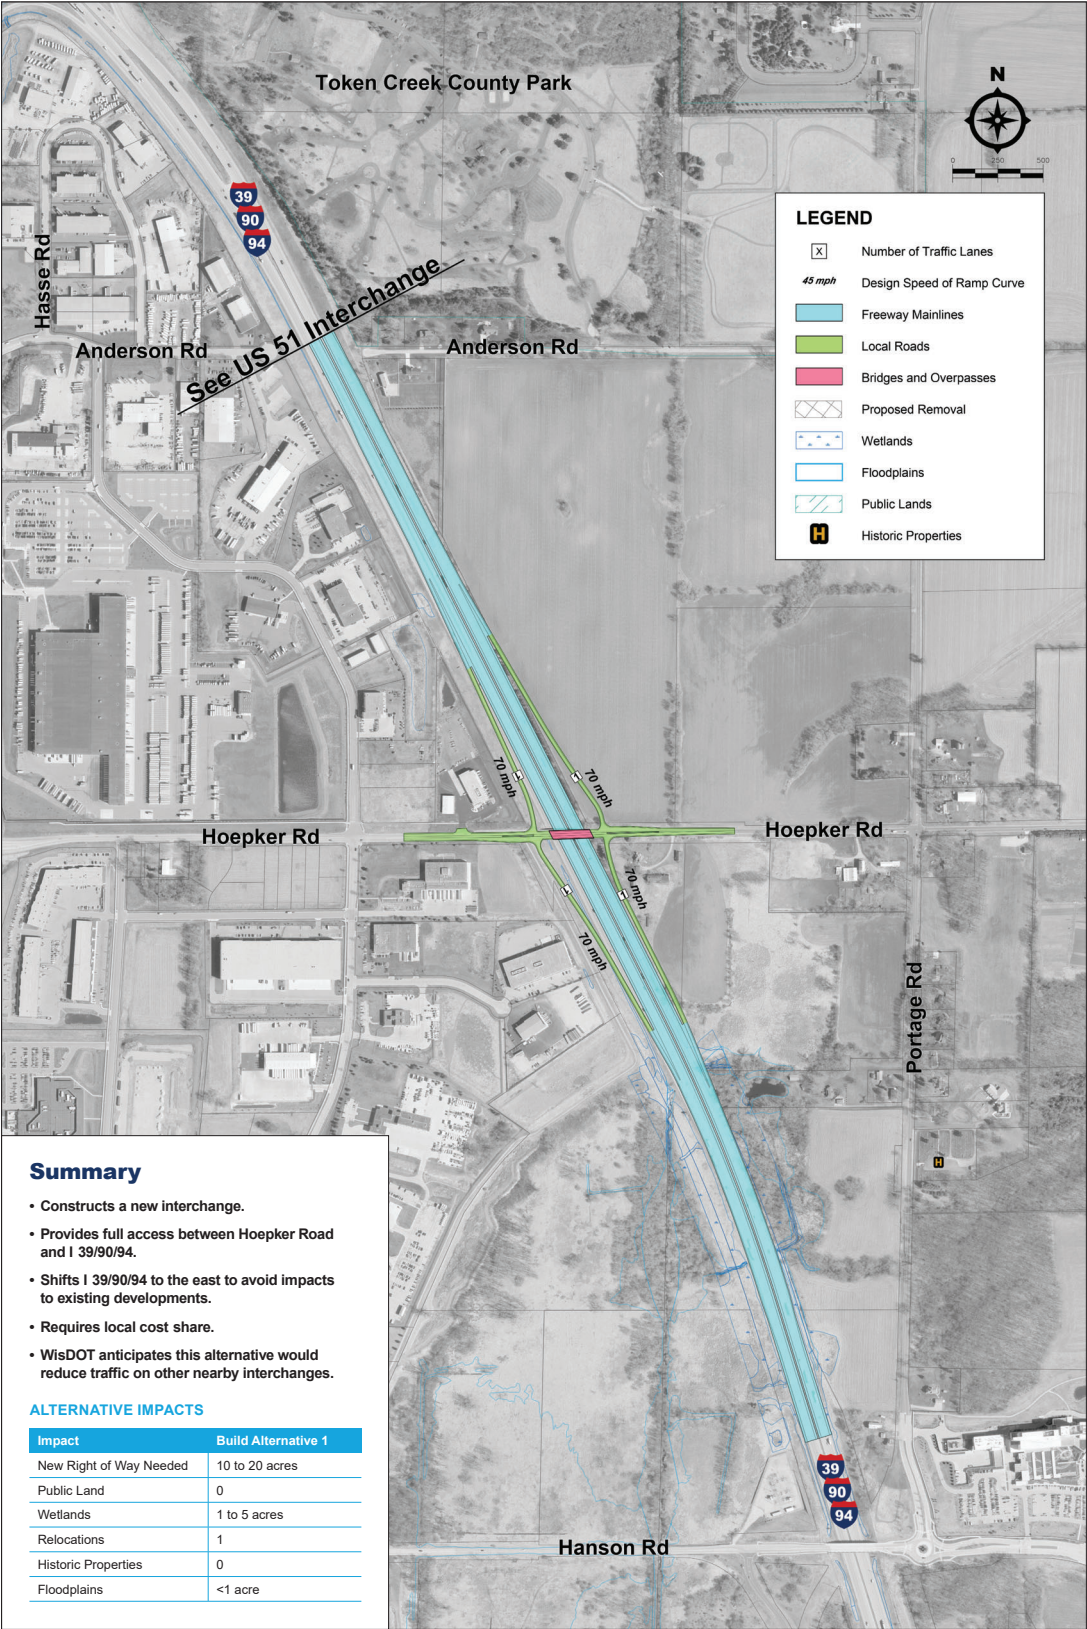 Token Creek County Park
N
0 250 500
39
90
94
LEGEND
X Number of Traffic Lanes
45 mph Design Speed of Ramp Curve
Freeway Mainlines
Local Roads
Bridges and Overpasses
Proposed Removal
Wetlands
Floodplains
Public Lands
H Historic Properties
Hasse Rd
See US 51 Interchange
Anderson Rd
Anderson Rd
70 mph
70 mph
Hoepker Rd
Hoepker Rd
70 mph
70 mph
Portage Rd
H
Summary
• Constructs a new interchange.
• Provides full access between Hoepker Road
and I 39/90/94.
• Shifts I 39/90/94 to the east to avoid impacts
to existing developments.
• Requires local cost share.
• WisDOT anticipates this alternative would
reduce traffic on other nearby interchanges.
ALTERNATIVE IMPACTS
Impact Build Alternative 1
New Right of Way Needed 10 to 20 acres
Public Land 0
Wetlands 1 to 5 acres
Relocations 1
Historic Properties 0
Floodplains <1 acre
39
90
94
Hanson Rd